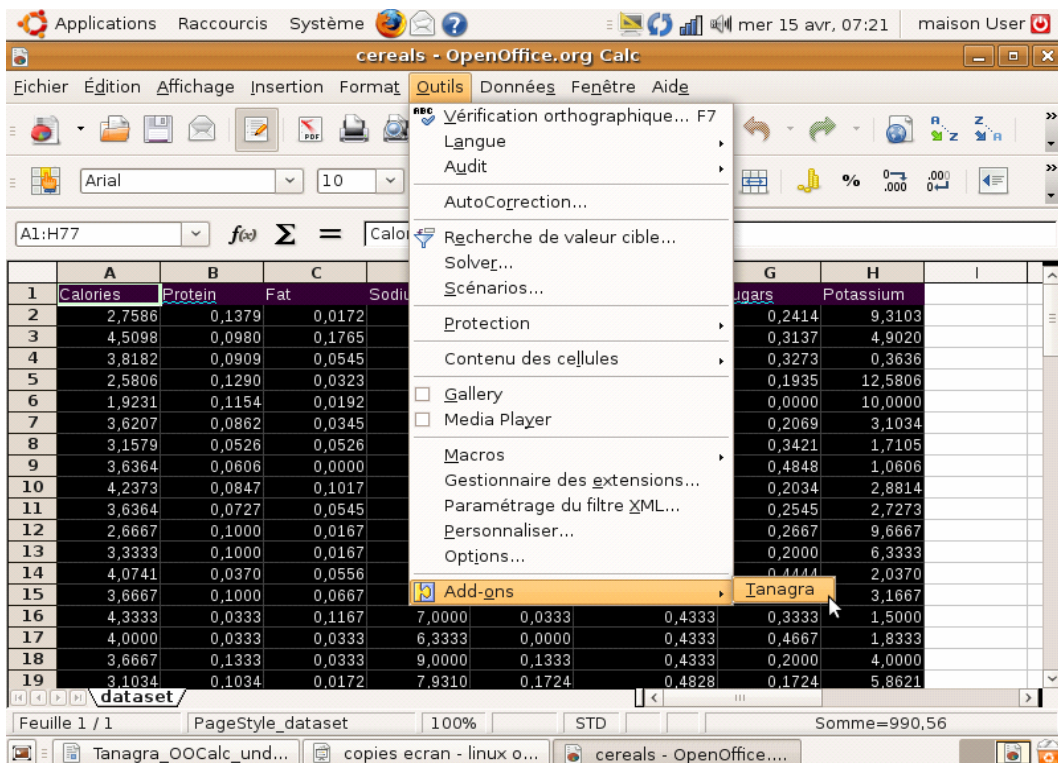 Applications Raccourcis Système mer 15 avr, 07:21 maison User
cereals - OpenOffice.org Calc
Fichier Édition Affichage Insertion Format Outils Données Fenêtre Aide
Arial 10 % 
A1:H77 f(x) Σ =
Vérification orthographique... F7
Langue
Audit
AutoCorrection...
Recherche de valeur cible...
Solver...
Scénarios...
Protection
Contenu des cellules
Gallery
Media Player
Macros
Gestionnaire des extensions...
Paramétrage du filtre XML...
Personnaliser...
Options...
Add-ons
Tanagra
A B C G H I
1 Calories Protein Fat Potassium
2 2,7586 0,1379 0,0172 0,2414 9,3103
3 4,5098 0,0980 0,1765 0,3137 4,9020
4 3,8182 0,0909 0,0545 0,3273 0,3636
5 2,5806 0,1290 0,0323 0,1935 12,5806
6 1,9231 0,1154 0,0192 0,0000 10,0000
7 3,6207 0,0862 0,0345 0,2069 3,1034
8 3,1579 0,0526 0,0526 0,3421 1,7105
9 3,6364 0,0606 0,0000 0,4848 1,0606
10 4,2373 0,0847 0,1017 0,2034 2,8814
11 3,6364 0,0727 0,0545 0,2545 2,7273
12 2,6667 0,1000 0,0167 0,2667 9,6667
13 3,3333 0,1000 0,0167 0,2000 6,3333
14 4,0741 0,0370 0,0556 0,4444 2,0370
15 3,6667 0,1000 0,0667 3,1667
16 4,3333 0,0333 0,1167 7,0000 0,0333 0,4333 0,3333 1,5000
17 4,0000 0,0333 0,0333 6,3333 0,0000 0,4333 0,4667 1,8333
18 3,6667 0,1333 0,0333 9,0000 0,1333 0,4333 0,2000 4,0000
19 3,1034 0,1034 0,0172 7,9310 0,1724 0,4828 0,1724 5,8621
dataset
Feuille 1 / 1 PageStyle_dataset 100% STD Somme=990,56
Tanagra_OOCalc_und... copies ecran - linux o... cereals - OpenOffice....